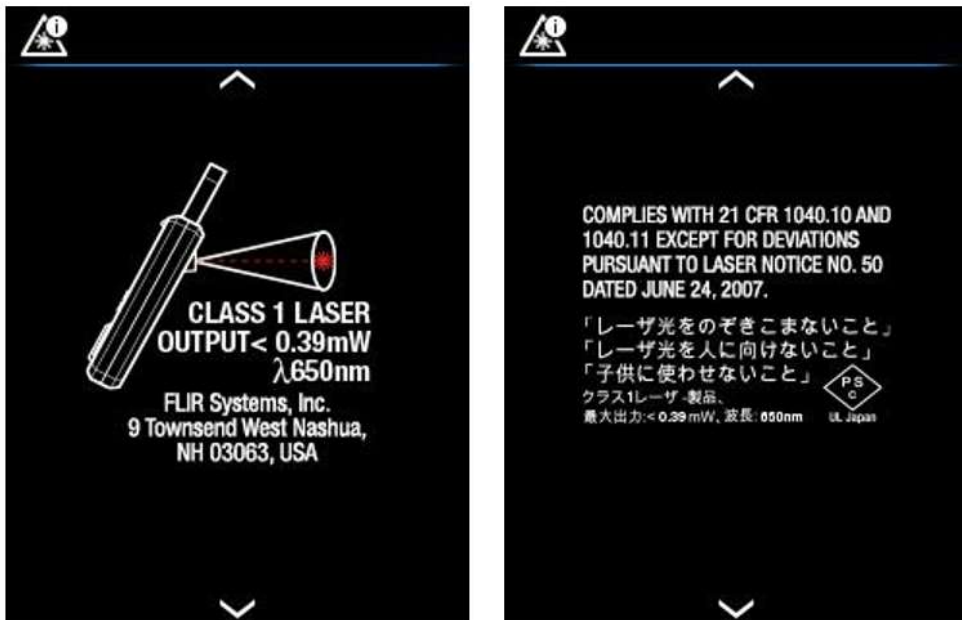 CLASS 1 LASER
OUTPUT< 0.39mW
λ650nm
FLIR Systems, Inc.
9 Townsend West Nashua,
NH 03063, USA
COMPLIES WITH 21 CFR 1040.10 AND
1040.11 EXCEPT FOR DEVIATIONS
PURSUANT TO LASER NOTICE NO. 50
DATED JUNE 24, 2007.
「レーザ光をのぞきこまないこと」
「レーザ光を人に向けないこと」
「子供に使わせないこと」
クラス1レーザ-製品、
最大出力:< 0.39 mW、波長: 650nm
PS
C
UL Japan